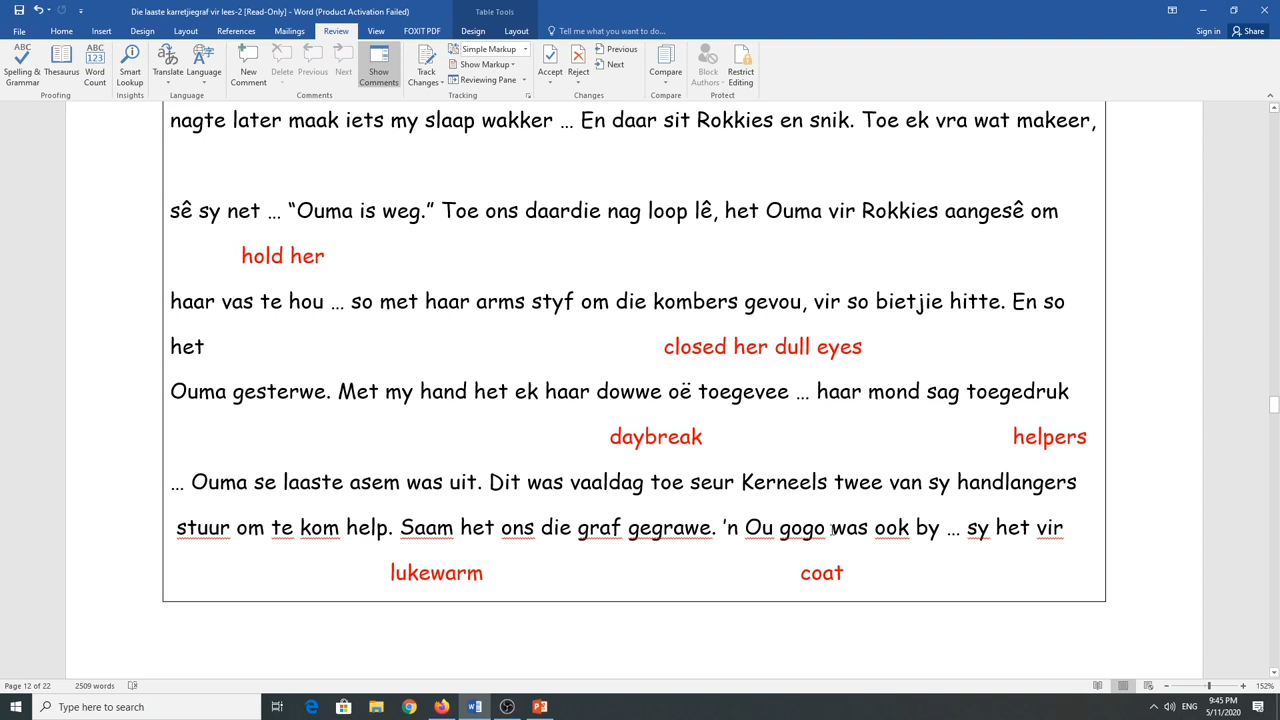 Die laaste karretjiegraf vir lees-2 [Read-Only] - Word (Product Activation Failed)
Table Tools
File Home Insert Design Layout References Mailings Review View FOXIT PDF Design Layout Tell me what you want to do... Sign in Share
Spelling & Grammar Thesaurus Word Count Smart Lookup Translate Language New Comment Delete Previous Next Show Comments Track Changes Simple Markup Show Markup Reviewing Pane Accept Reject Previous Next Compare Block Authors Restrict Editing
Proofing Insights Language Comments Tracking Changes Compare Protect
nagte later maak iets my slaap wakker … En daar sit Rokkies en snik. Toe ek vra wat makeer,
sê sy net … “Ouma is weg.” Toe ons daardie nag loop lê, het Ouma vir Rokkies aangesê om
hold her
haar vas te hou … so met haar arms styf om die kombers gevou, vir so bietjie hitte. En so
het closed her dull eyes
Ouma gesterwe. Met my hand het ek haar dowwe oë toegevee … haar mond sag toegedruk
daybreak helpers
… Ouma se laaste asem was uit. Dit was vaaldag toe seur Kerneels twee van sy handlangers
stuur om te kom help. Saam het ons die graf gegrawe. ’n Ou gogo was ook by … sy het vir
lukewarm coat
Page 12 of 22 2509 words 152%
Type here to search ENG 9:45 PM
5/11/2020